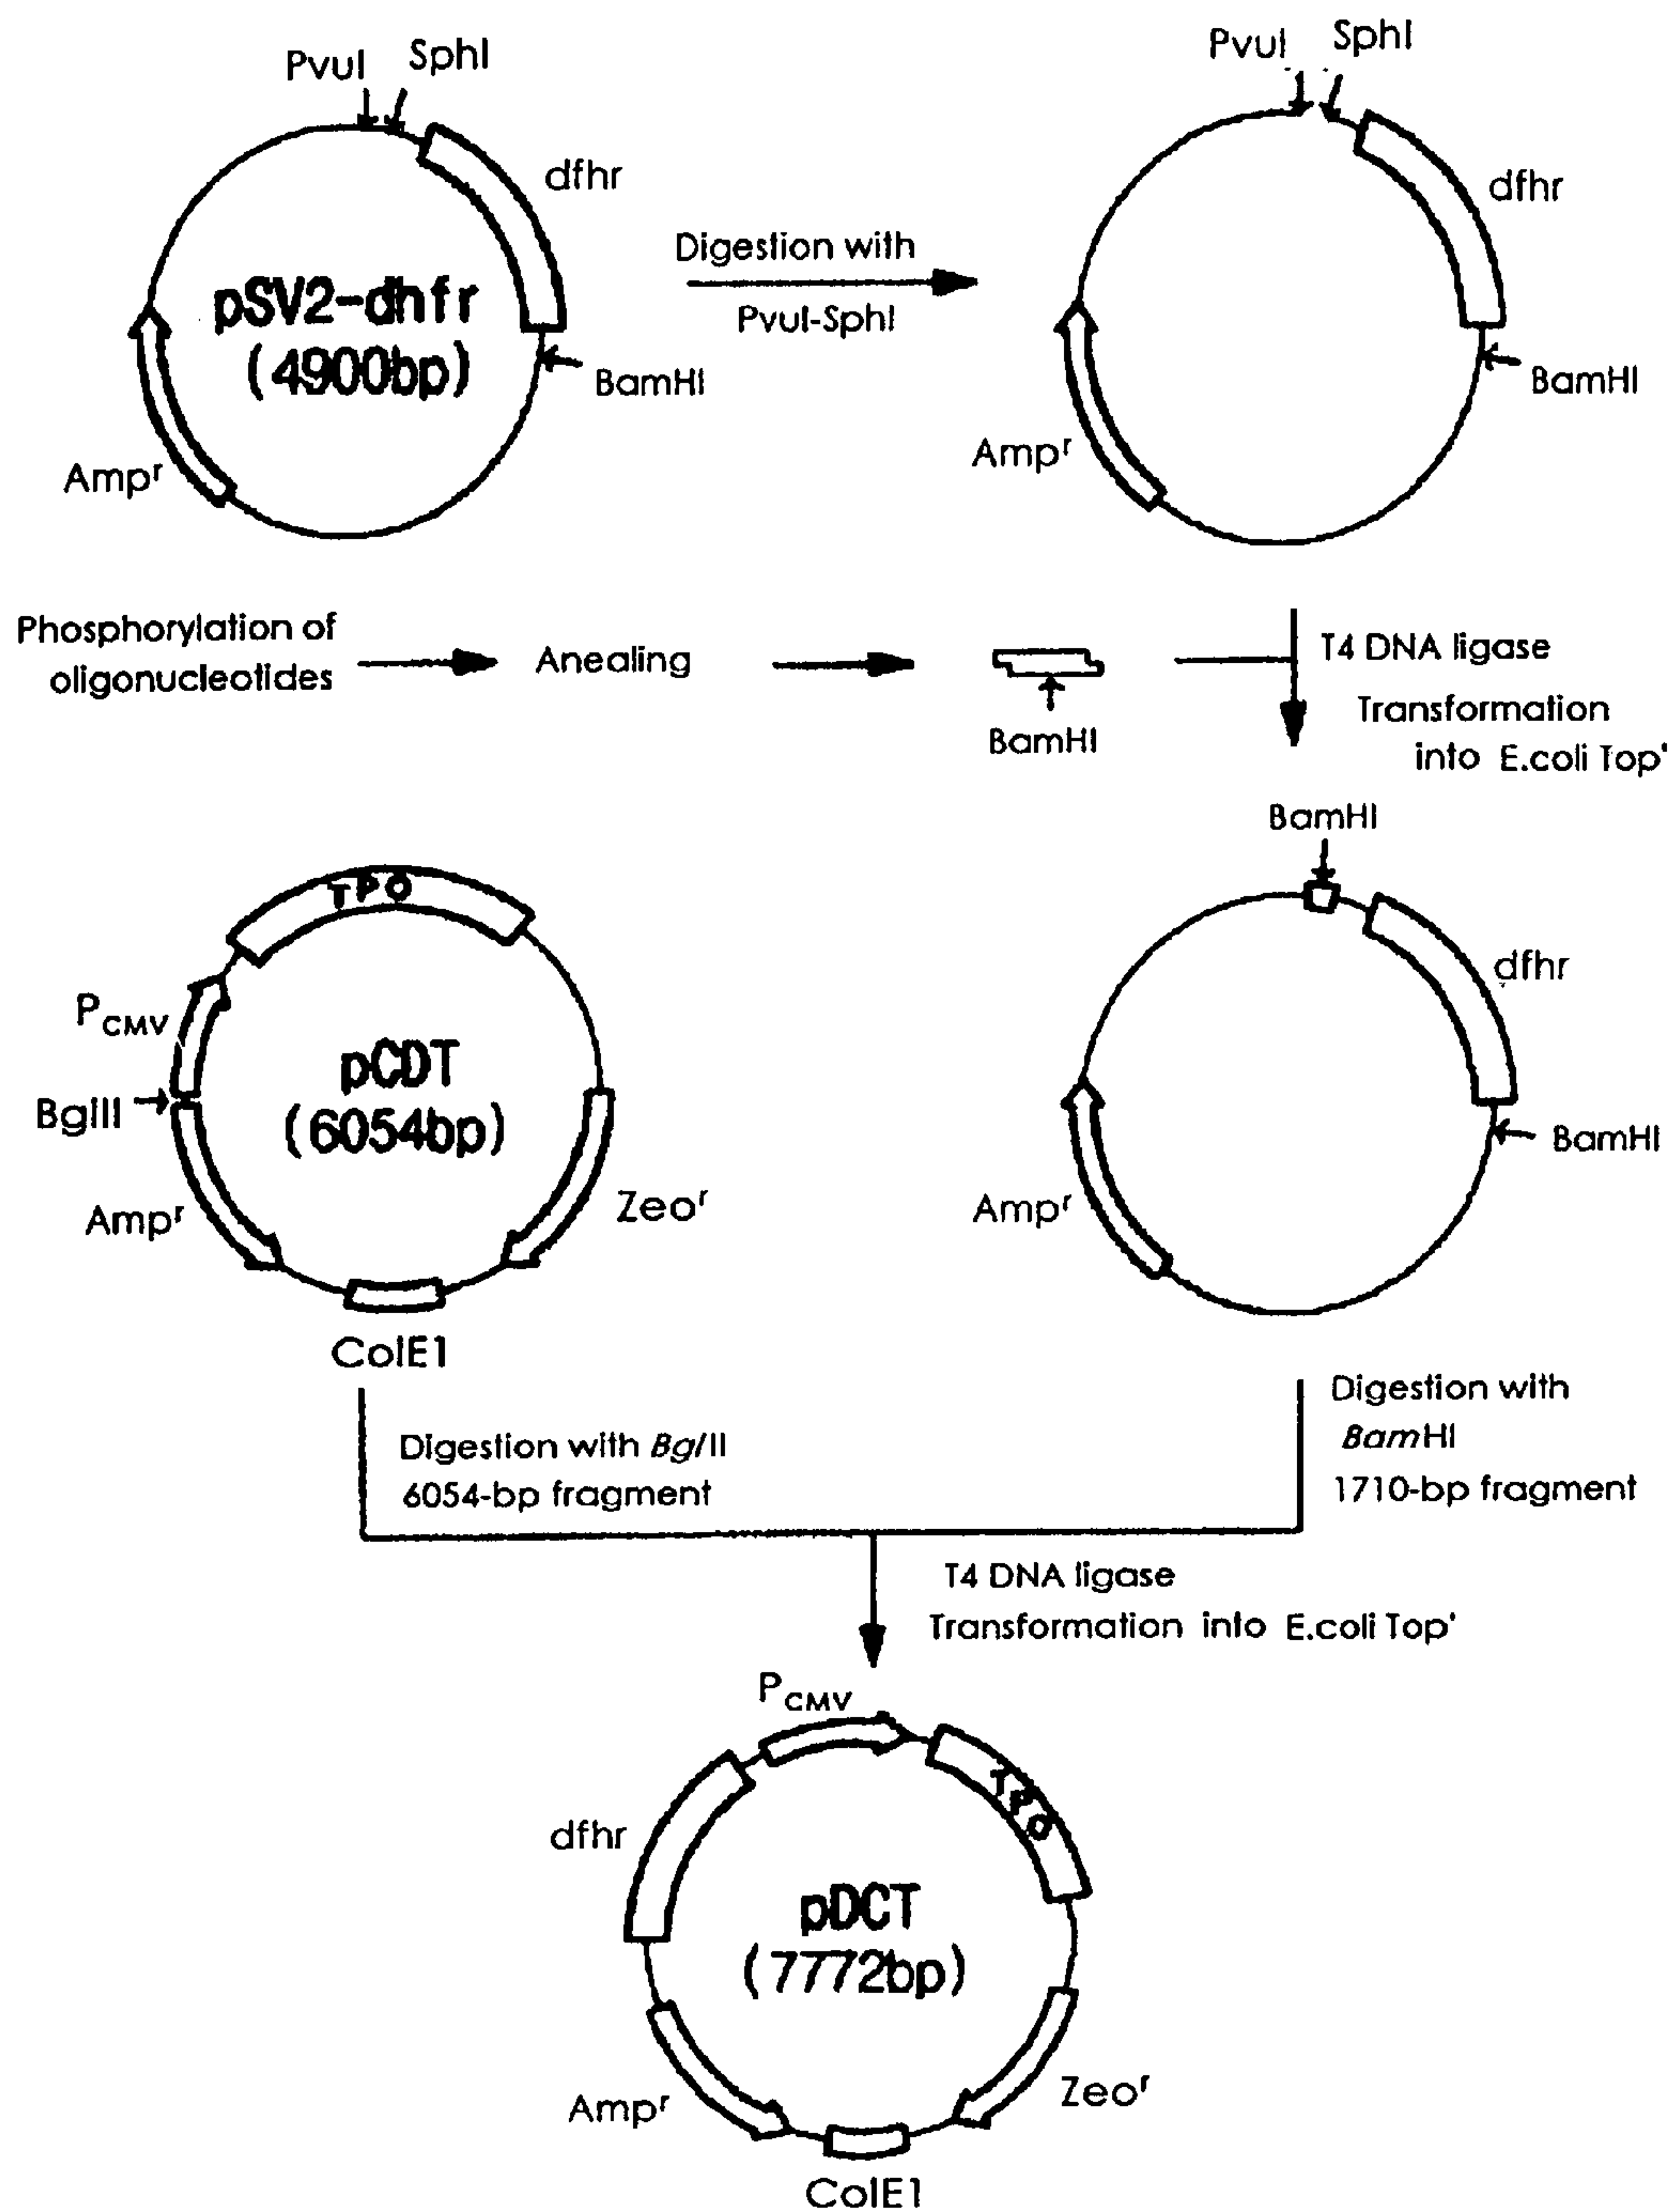 PvuI
SphI
dfhr
pSV2-dhfr
(4900bp)
BamHI
Ampʳ
Digestion with
PvuI-SphI
PvuI
SphI
dfhr
BamHI
Ampʳ
Phosphorylation of
oligonucleotides
Anealing
BamHI
T4 DNA ligase
Transformation
into E.coli Top'
TPO
P_CMV
pCDT
(6054bp)
BglII
Ampʳ
Zeoʳ
ColE1
BamHI
dfhr
BamHI
Ampʳ
Digestion with BglII
6054-bp fragment
Digestion with
BamHI
1710-bp fragment
T4 DNA ligase
Transformation into E.coli Top'
P_CMV
TPO
dfhr
pDCT
(7772bp)
Ampʳ
Zeoʳ
ColE1